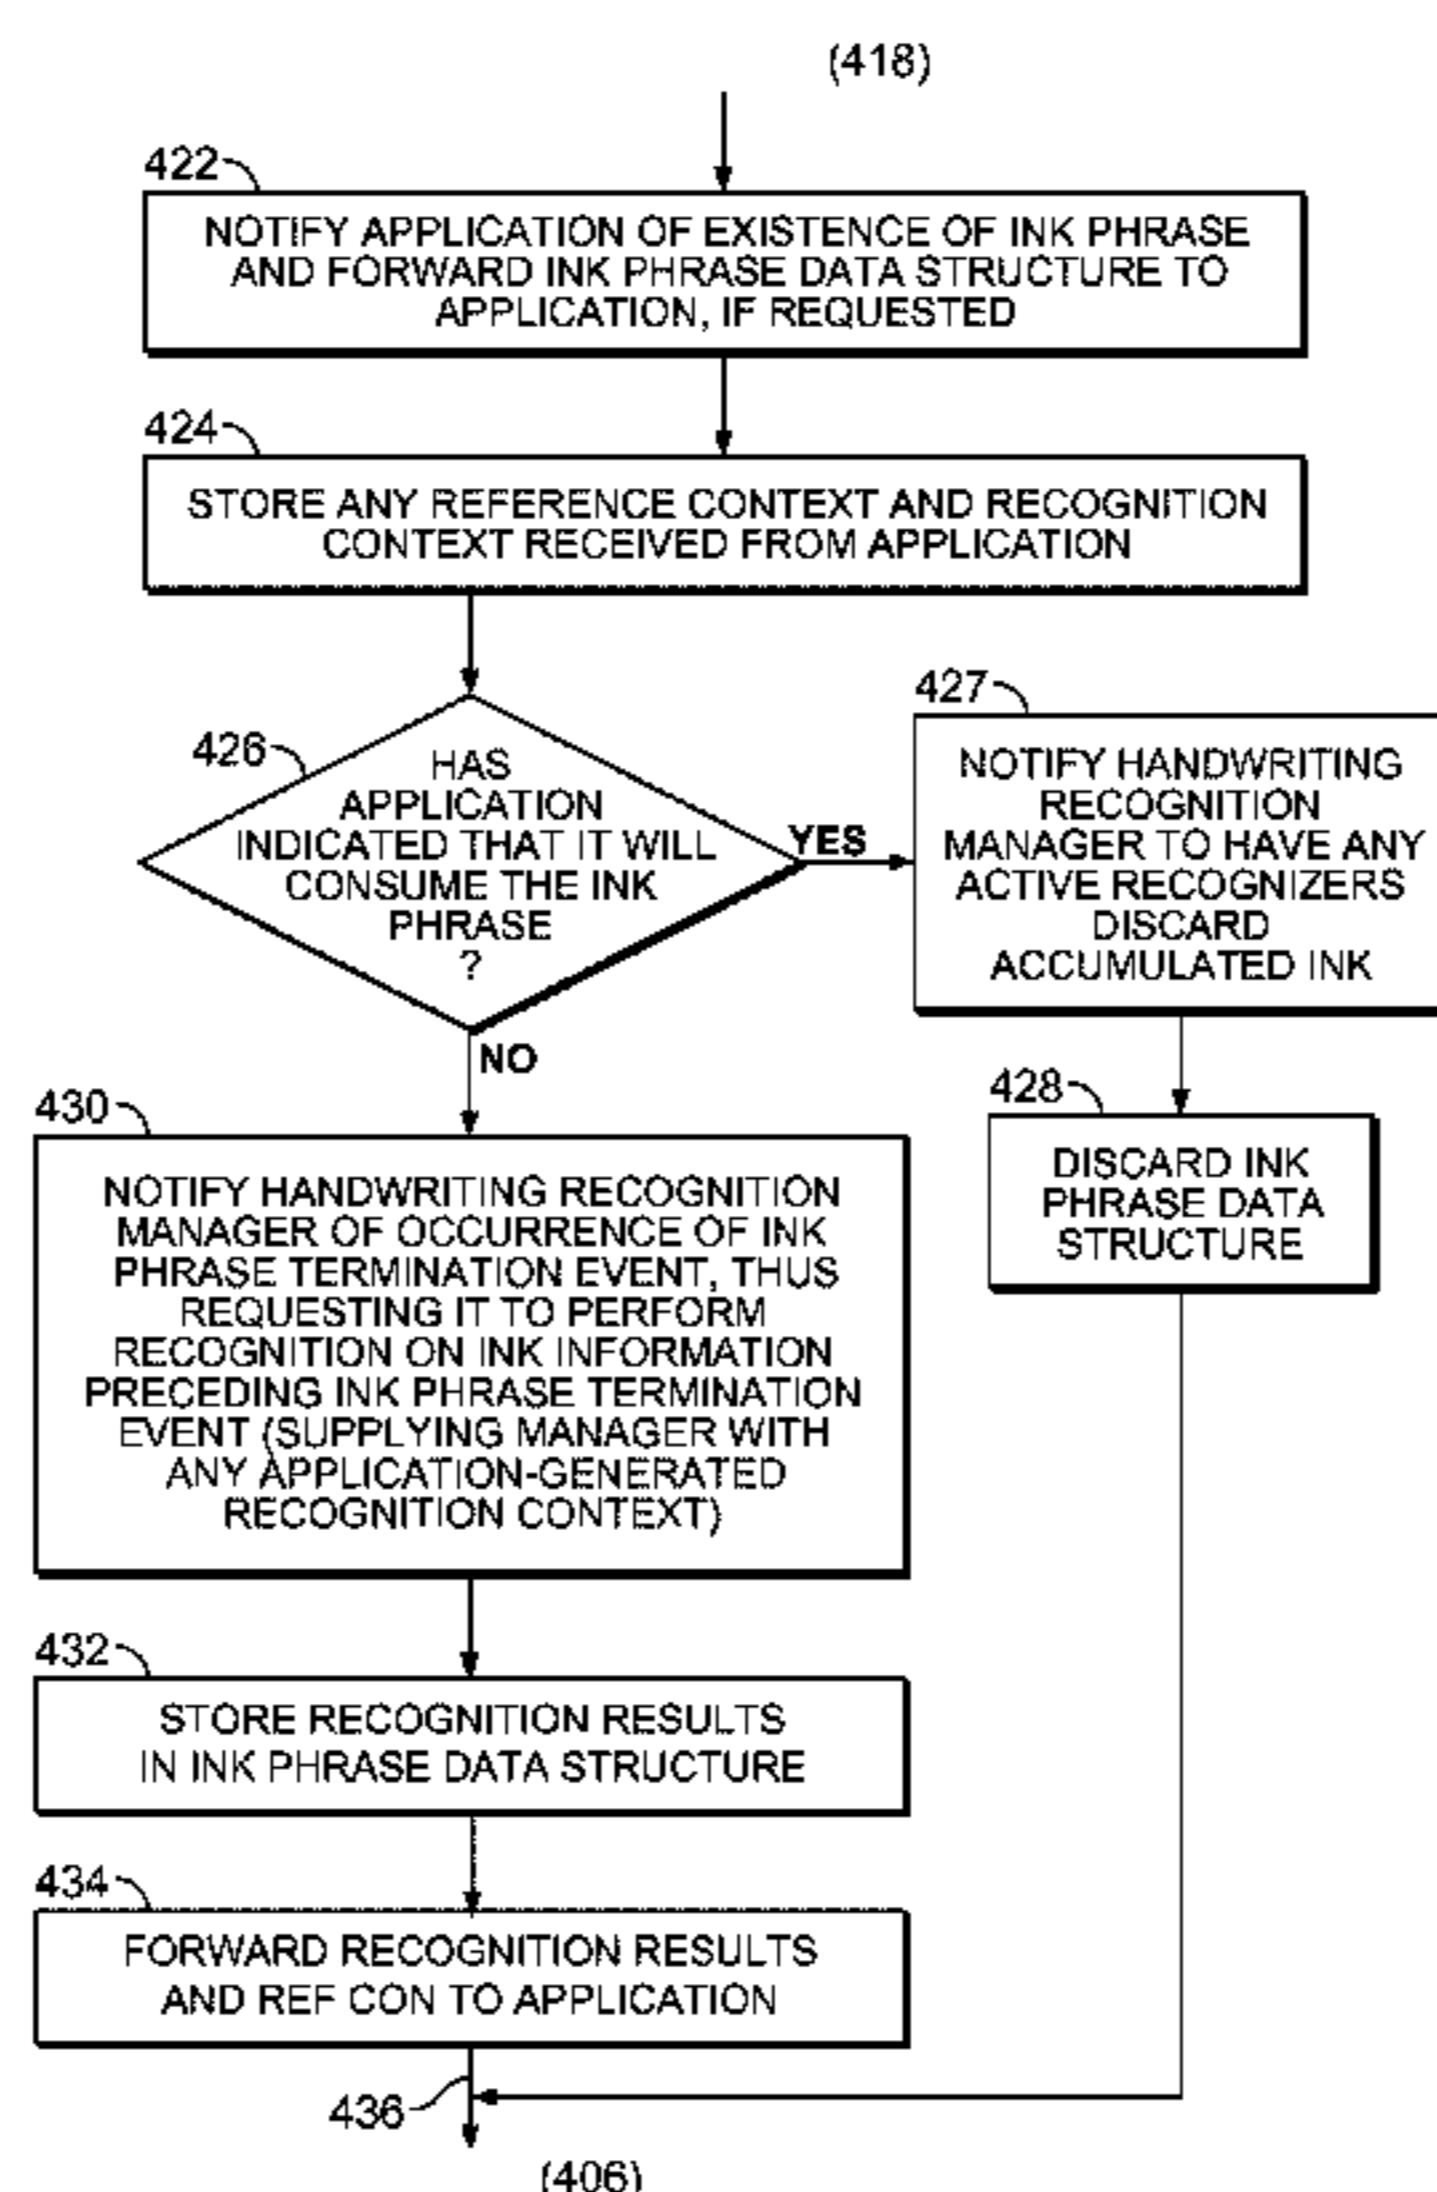 (418)
422
NOTIFY APPLICATION OF EXISTENCE OF INK PHRASE
AND FORWARD INK PHRASE DATA STRUCTURE TO
APPLICATION, IF REQUESTED
424
STORE ANY REFERENCE CONTEXT AND RECOGNITION
CONTEXT RECEIVED FROM APPLICATION
426
HAS
APPLICATION
INDICATED THAT IT WILL
CONSUME THE INK
PHRASE
?
YES
NO
427
NOTIFY HANDWRITING
RECOGNITION
MANAGER TO HAVE ANY
ACTIVE RECOGNIZERS
DISCARD
ACCUMULATED INK
428
DISCARD INK
PHRASE DATA
STRUCTURE
430
NOTIFY HANDWRITING RECOGNITION
MANAGER OF OCCURRENCE OF INK
PHRASE TERMINATION EVENT, THUS
REQUESTING IT TO PERFORM
RECOGNITION ON INK INFORMATION
PRECEDING INK PHRASE TERMINATION
EVENT (SUPPLYING MANAGER WITH
ANY APPLICATION-GENERATED
RECOGNITION CONTEXT)
432
STORE RECOGNITION RESULTS
IN INK PHRASE DATA STRUCTURE
434
FORWARD RECOGNITION RESULTS
AND REF CON TO APPLICATION
436
(406)